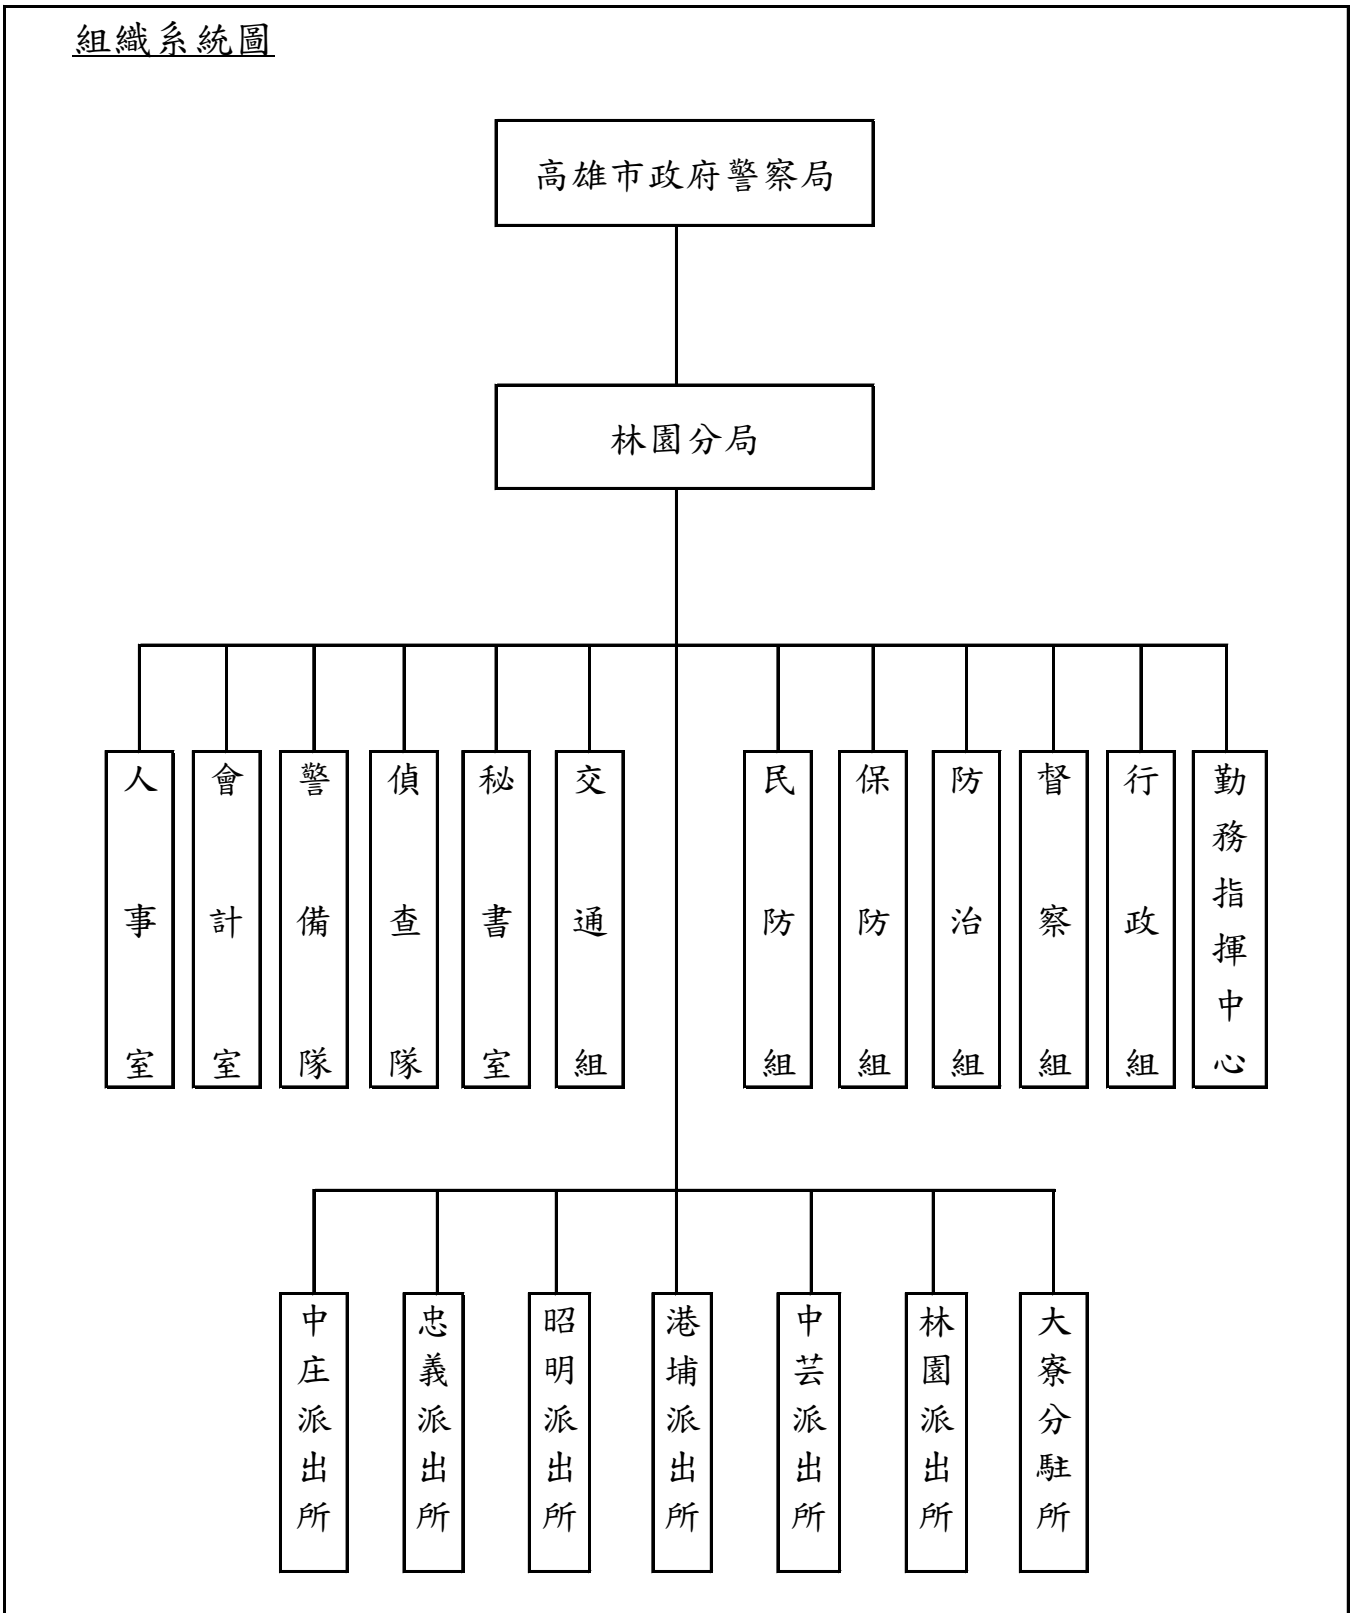 組織系統圖
高雄市政府警察局
林園分局
人事室
會計室
警備隊
偵查隊
秘書室
交通組
民防組
保防組
防治組
督察組
行政組
勤務指揮中心
中庄派出所
忠義派出所
昭明派出所
港埔派出所
中芸派出所
林園派出所
大寮分駐所